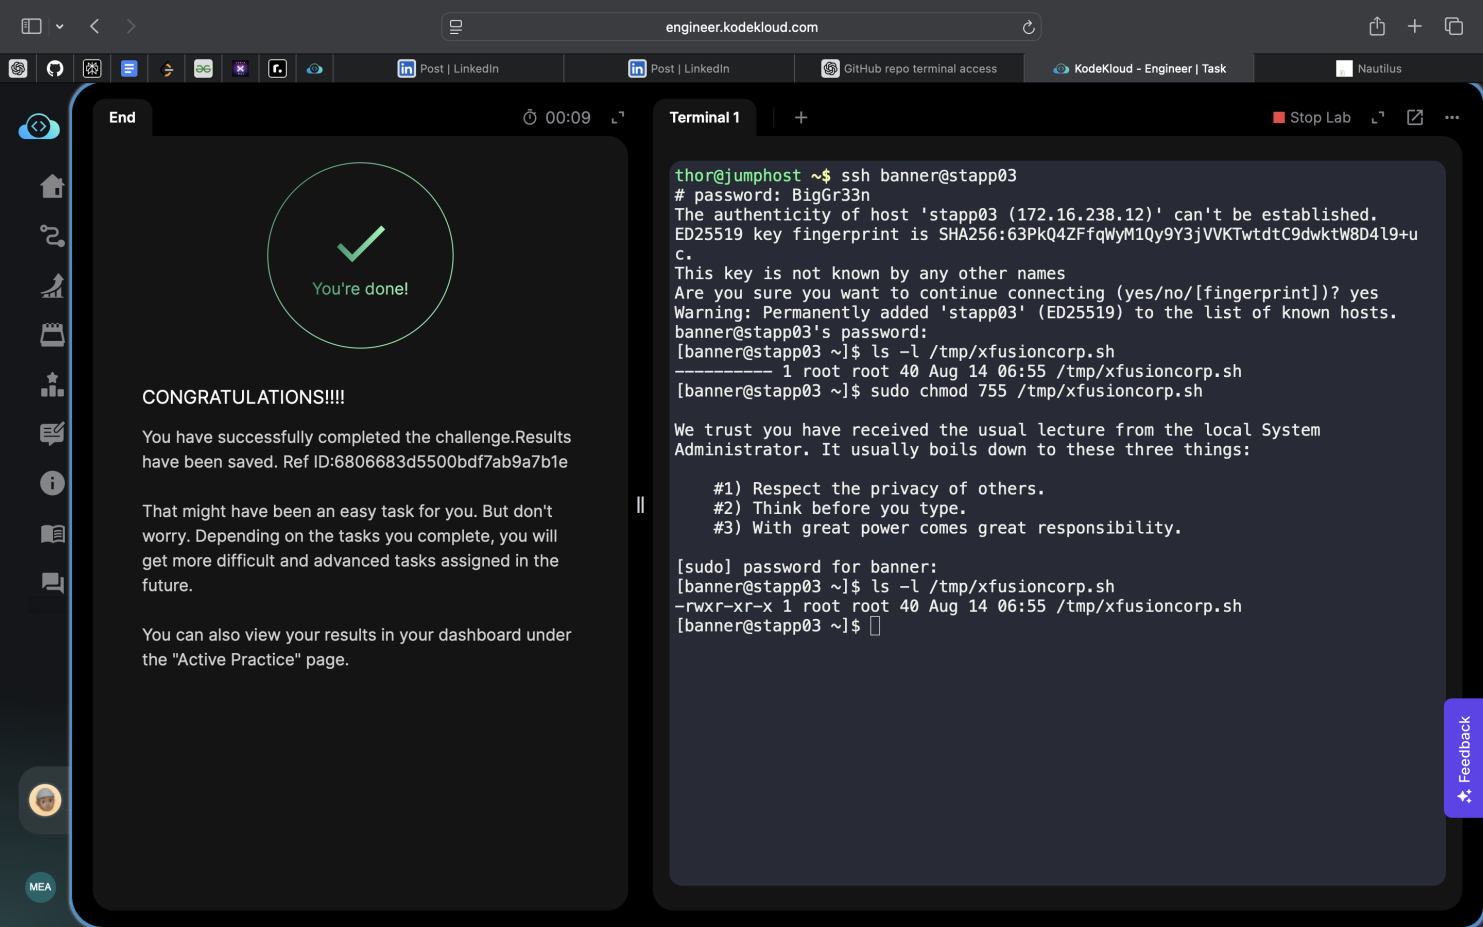 engineer.kodekloud.com
Post | LinkedIn
Post | LinkedIn
GitHub repo terminal access
KodeKloud - Engineer | Task
Nautilus
End
00:09
You're done!
CONGRATULATIONS!!!!
You have successfully completed the challenge.Results
have been saved. Ref ID:6806683d5500bdf7ab9a7b1e
That might have been an easy task for you. But don't
worry. Depending on the tasks you complete, you will
get more difficult and advanced tasks assigned in the
future.
You can also view your results in your dashboard under
the "Active Practice" page.
MEA
Terminal 1
Stop Lab
thor@jumphost ~$ ssh banner@stapp03
# password: BigGr33n
The authenticity of host 'stapp03 (172.16.238.12)' can't be established.
ED25519 key fingerprint is SHA256:63PkQ4ZFfqWyM1Qy9Y3jVVKTwtdtC9dwktW8D4l9+u
c.
This key is not known by any other names
Are you sure you want to continue connecting (yes/no/[fingerprint])? yes
Warning: Permanently added 'stapp03' (ED25519) to the list of known hosts.
banner@stapp03's password:
[banner@stapp03 ~]$ ls -l /tmp/xfusioncorp.sh
---------- 1 root root 40 Aug 14 06:55 /tmp/xfusioncorp.sh
[banner@stapp03 ~]$ sudo chmod 755 /tmp/xfusioncorp.sh
We trust you have received the usual lecture from the local System
Administrator. It usually boils down to these three things:
#1) Respect the privacy of others.
#2) Think before you type.
#3) With great power comes great responsibility.
[sudo] password for banner:
[banner@stapp03 ~]$ ls -l /tmp/xfusioncorp.sh
-rwxr-xr-x 1 root root 40 Aug 14 06:55 /tmp/xfusioncorp.sh
[banner@stapp03 ~]$
Feedback